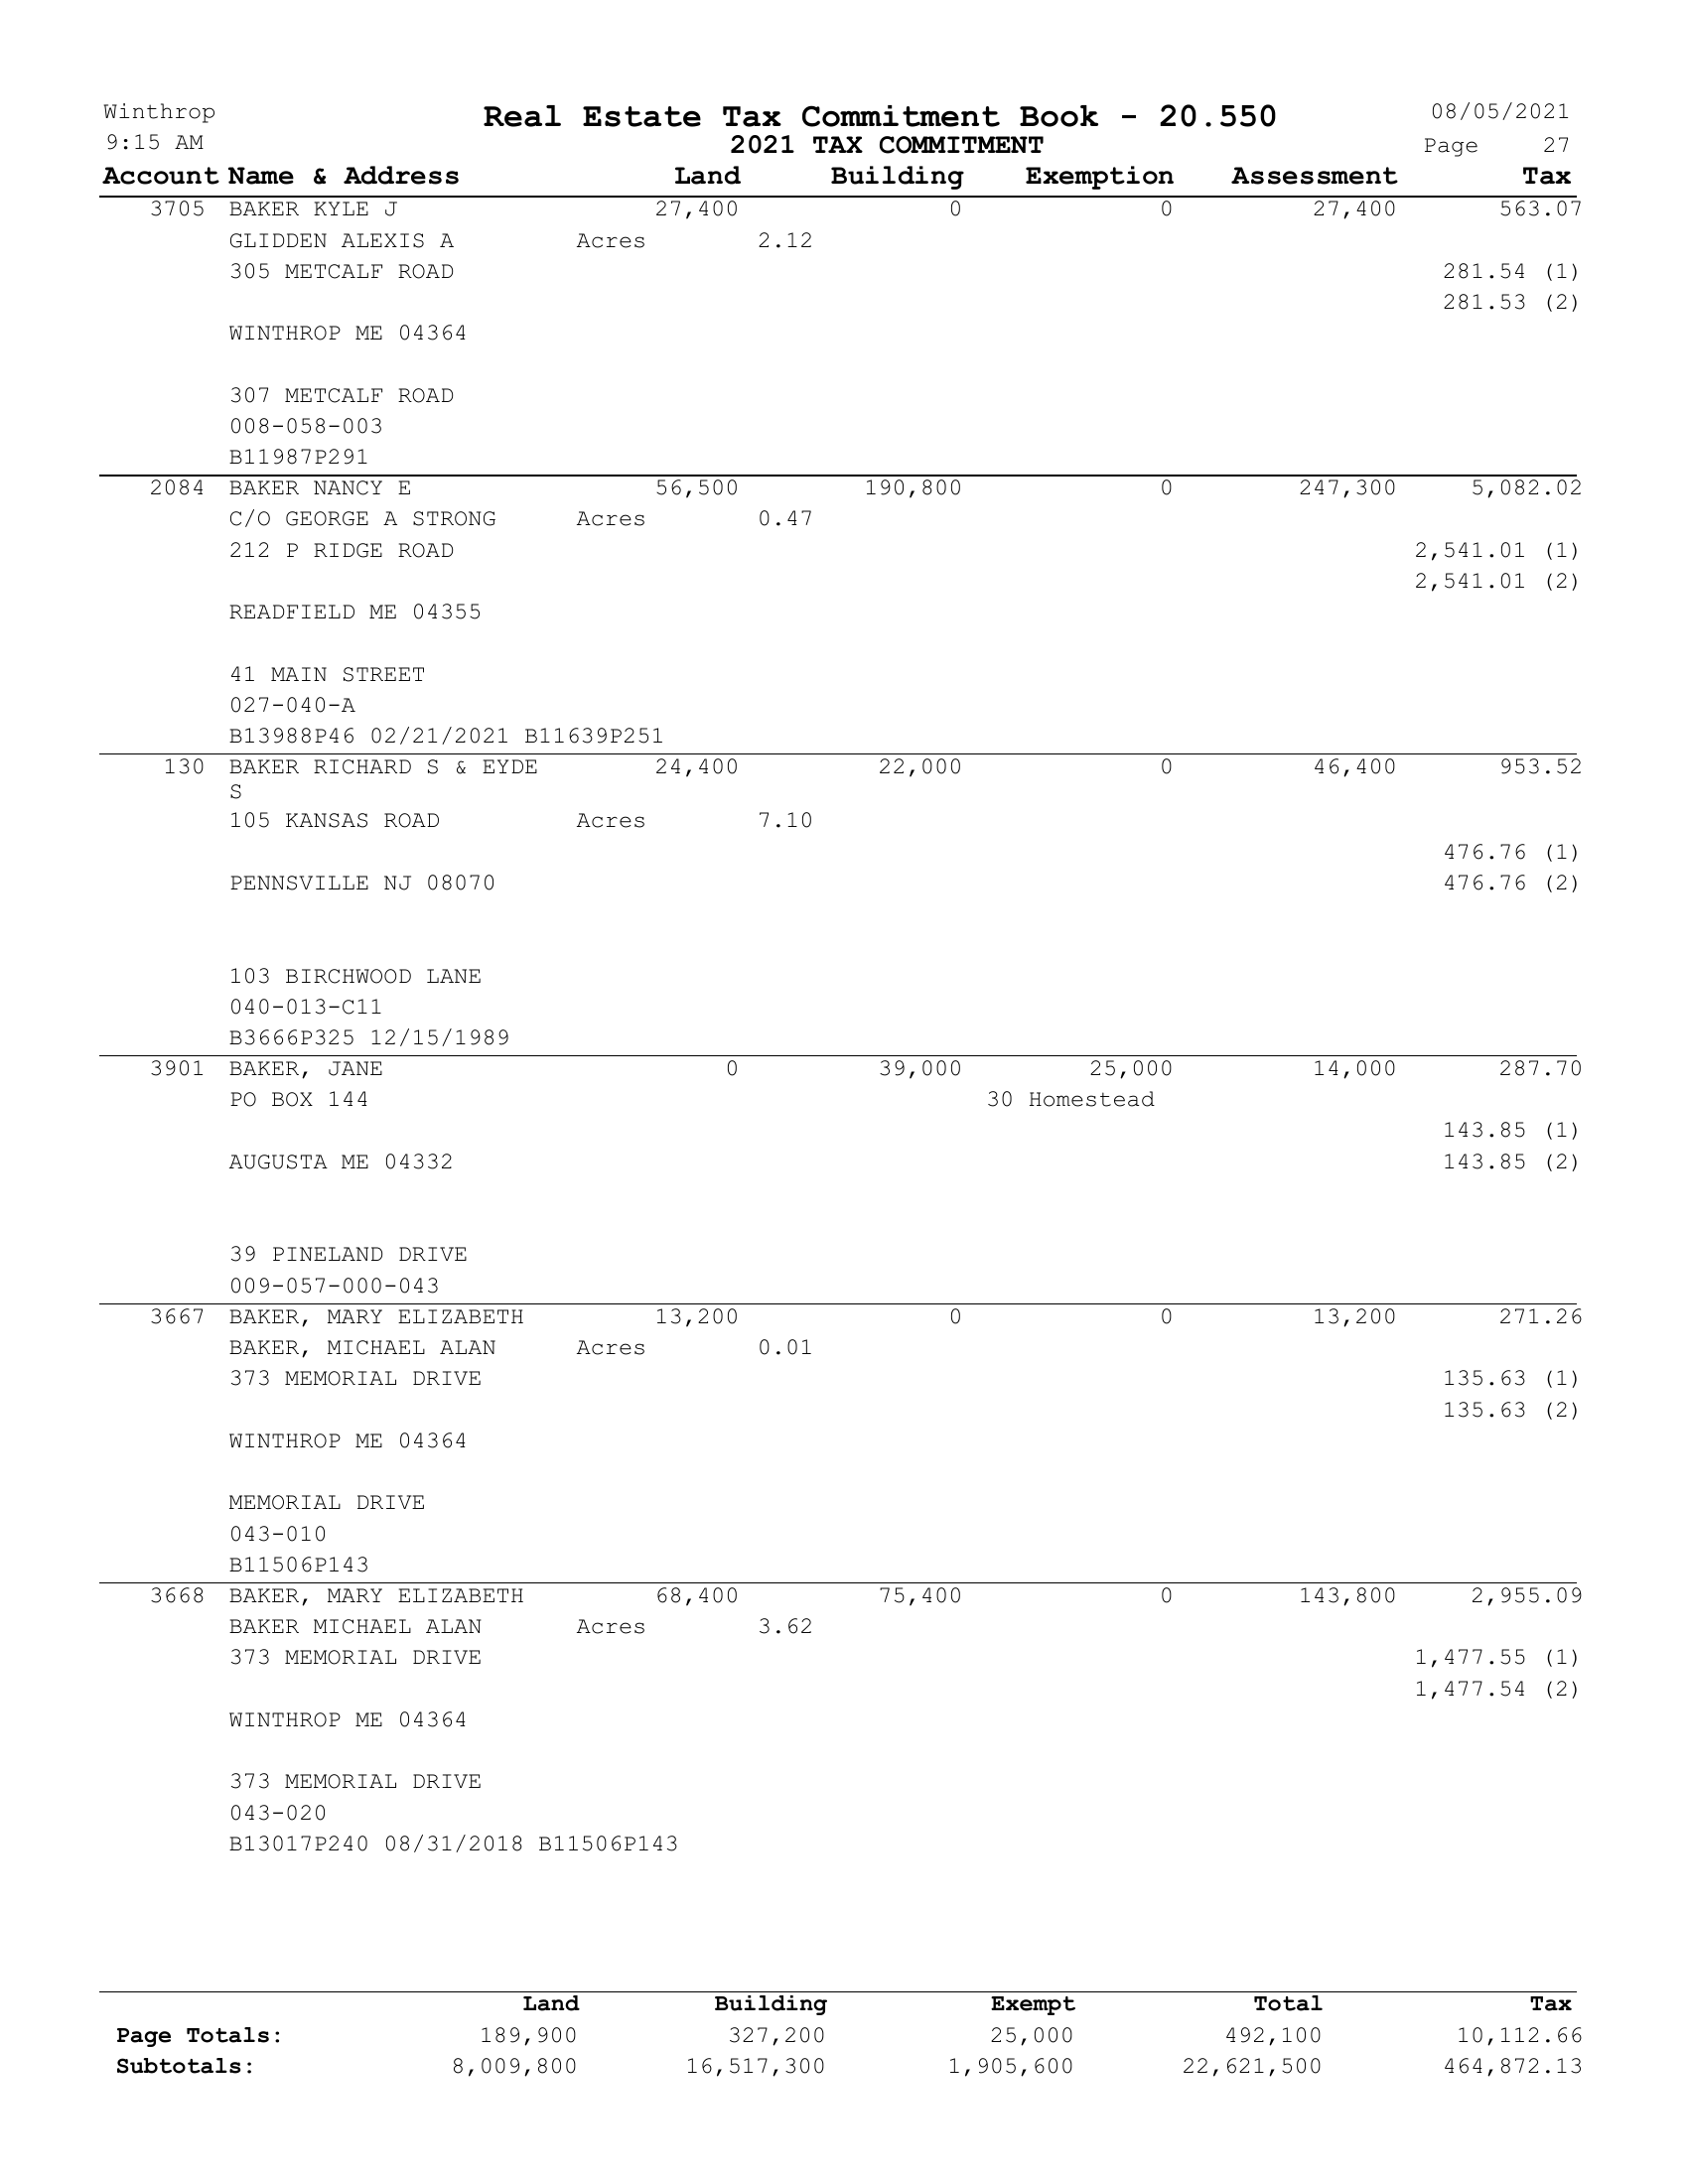 Winthrop Real Estate Tax Commitment Book - 20.550 08/05/2021
9:15 AM 2021 TAX COMMITMENT Page 27
Account Name & Address Land Building Exemption Assessment Tax
3705 BAKER KYLE J 27,400 0 0 27,400 563.07
GLIDDEN ALEXIS A Acres 2.12
305 METCALF ROAD 281.54 (1)
281.53 (2)
WINTHROP ME 04364
307 METCALF ROAD
008-058-003
B11987P291
2084 BAKER NANCY E 56,500 190,800 0 247,300 5,082.02
C/O GEORGE A STRONG Acres 0.47
212 P RIDGE ROAD 2,541.01 (1)
2,541.01 (2)
READFIELD ME 04355
41 MAIN STREET
027-040-A
B13988P46 02/21/2021 B11639P251
130 BAKER RICHARD S & EYDE 24,400 22,000 0 46,400 953.52
S
105 KANSAS ROAD Acres 7.10
476.76 (1)
PENNSVILLE NJ 08070 476.76 (2)
103 BIRCHWOOD LANE
040-013-C11
B3666P325 12/15/1989
3901 BAKER, JANE 0 39,000 25,000 14,000 287.70
PO BOX 144 30 Homestead
143.85 (1)
AUGUSTA ME 04332 143.85 (2)
39 PINELAND DRIVE
009-057-000-043
3667 BAKER, MARY ELIZABETH 13,200 0 0 13,200 271.26
BAKER, MICHAEL ALAN Acres 0.01
373 MEMORIAL DRIVE 135.63 (1)
135.63 (2)
WINTHROP ME 04364
MEMORIAL DRIVE
043-010
B11506P143
3668 BAKER, MARY ELIZABETH 68,400 75,400 0 143,800 2,955.09
BAKER MICHAEL ALAN Acres 3.62
373 MEMORIAL DRIVE 1,477.55 (1)
1,477.54 (2)
WINTHROP ME 04364
373 MEMORIAL DRIVE
043-020
B13017P240 08/31/2018 B11506P143
Land Building Exempt Total Tax
Page Totals: 189,900 327,200 25,000 492,100 10,112.66
Subtotals: 8,009,800 16,517,300 1,905,600 22,621,500 464,872.13